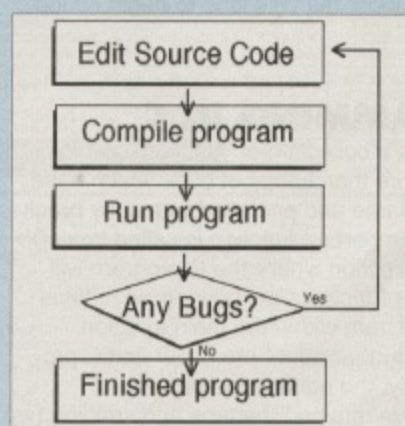 Edit Source Code
Compile program
Run program
Any Bugs?
Yes
No
Finished program